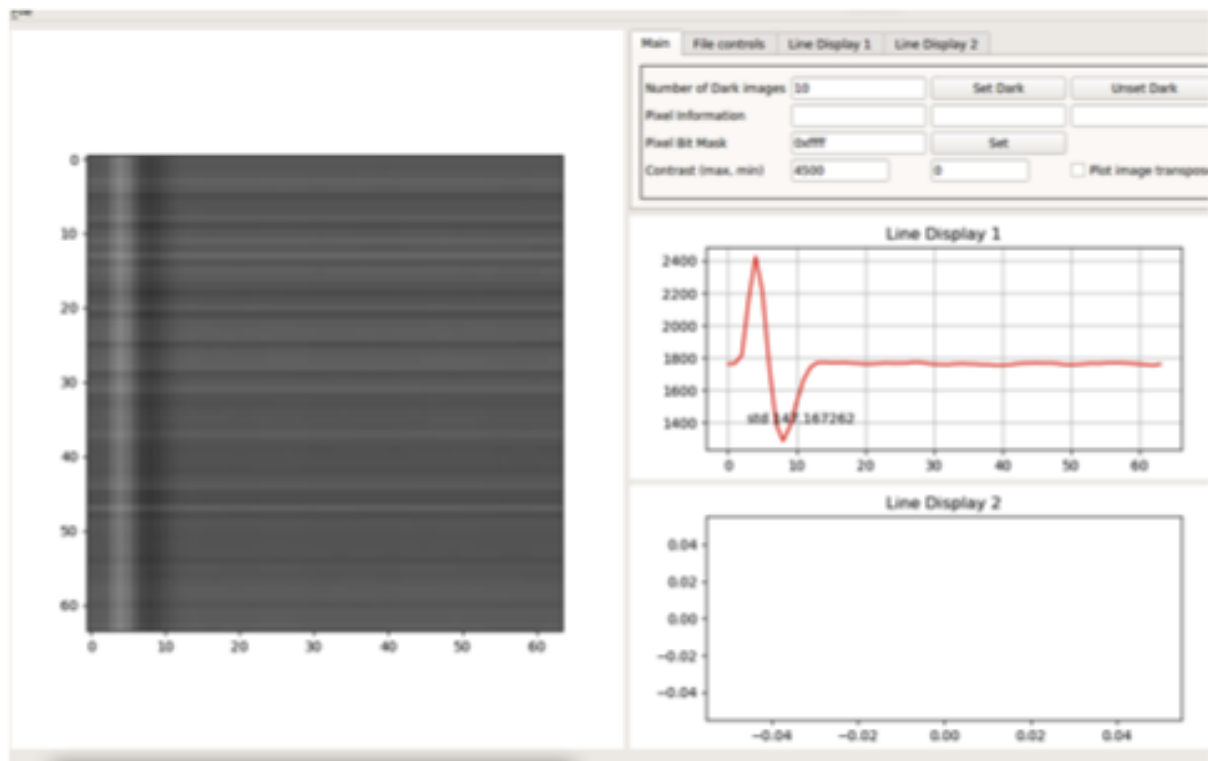 Main File controls Line Display 1 Line Display 2
Number of Dark images 10 Set Dark Unset Dark
Pixel Information
Pixel Bit Mask 0xffff Set
Contrast (max, min) 4500 0 Plot image transpose
0
10
20
30
40
50
60
0 10 20 30 40 50 60
Line Display 1
2400
2200
2000
1800
1600
1400
std 147.167262
0 10 20 30 40 50 60
Line Display 2
0.04
0.02
0.00
−0.02
−0.04
−0.04 −0.02 0.00 0.02 0.04